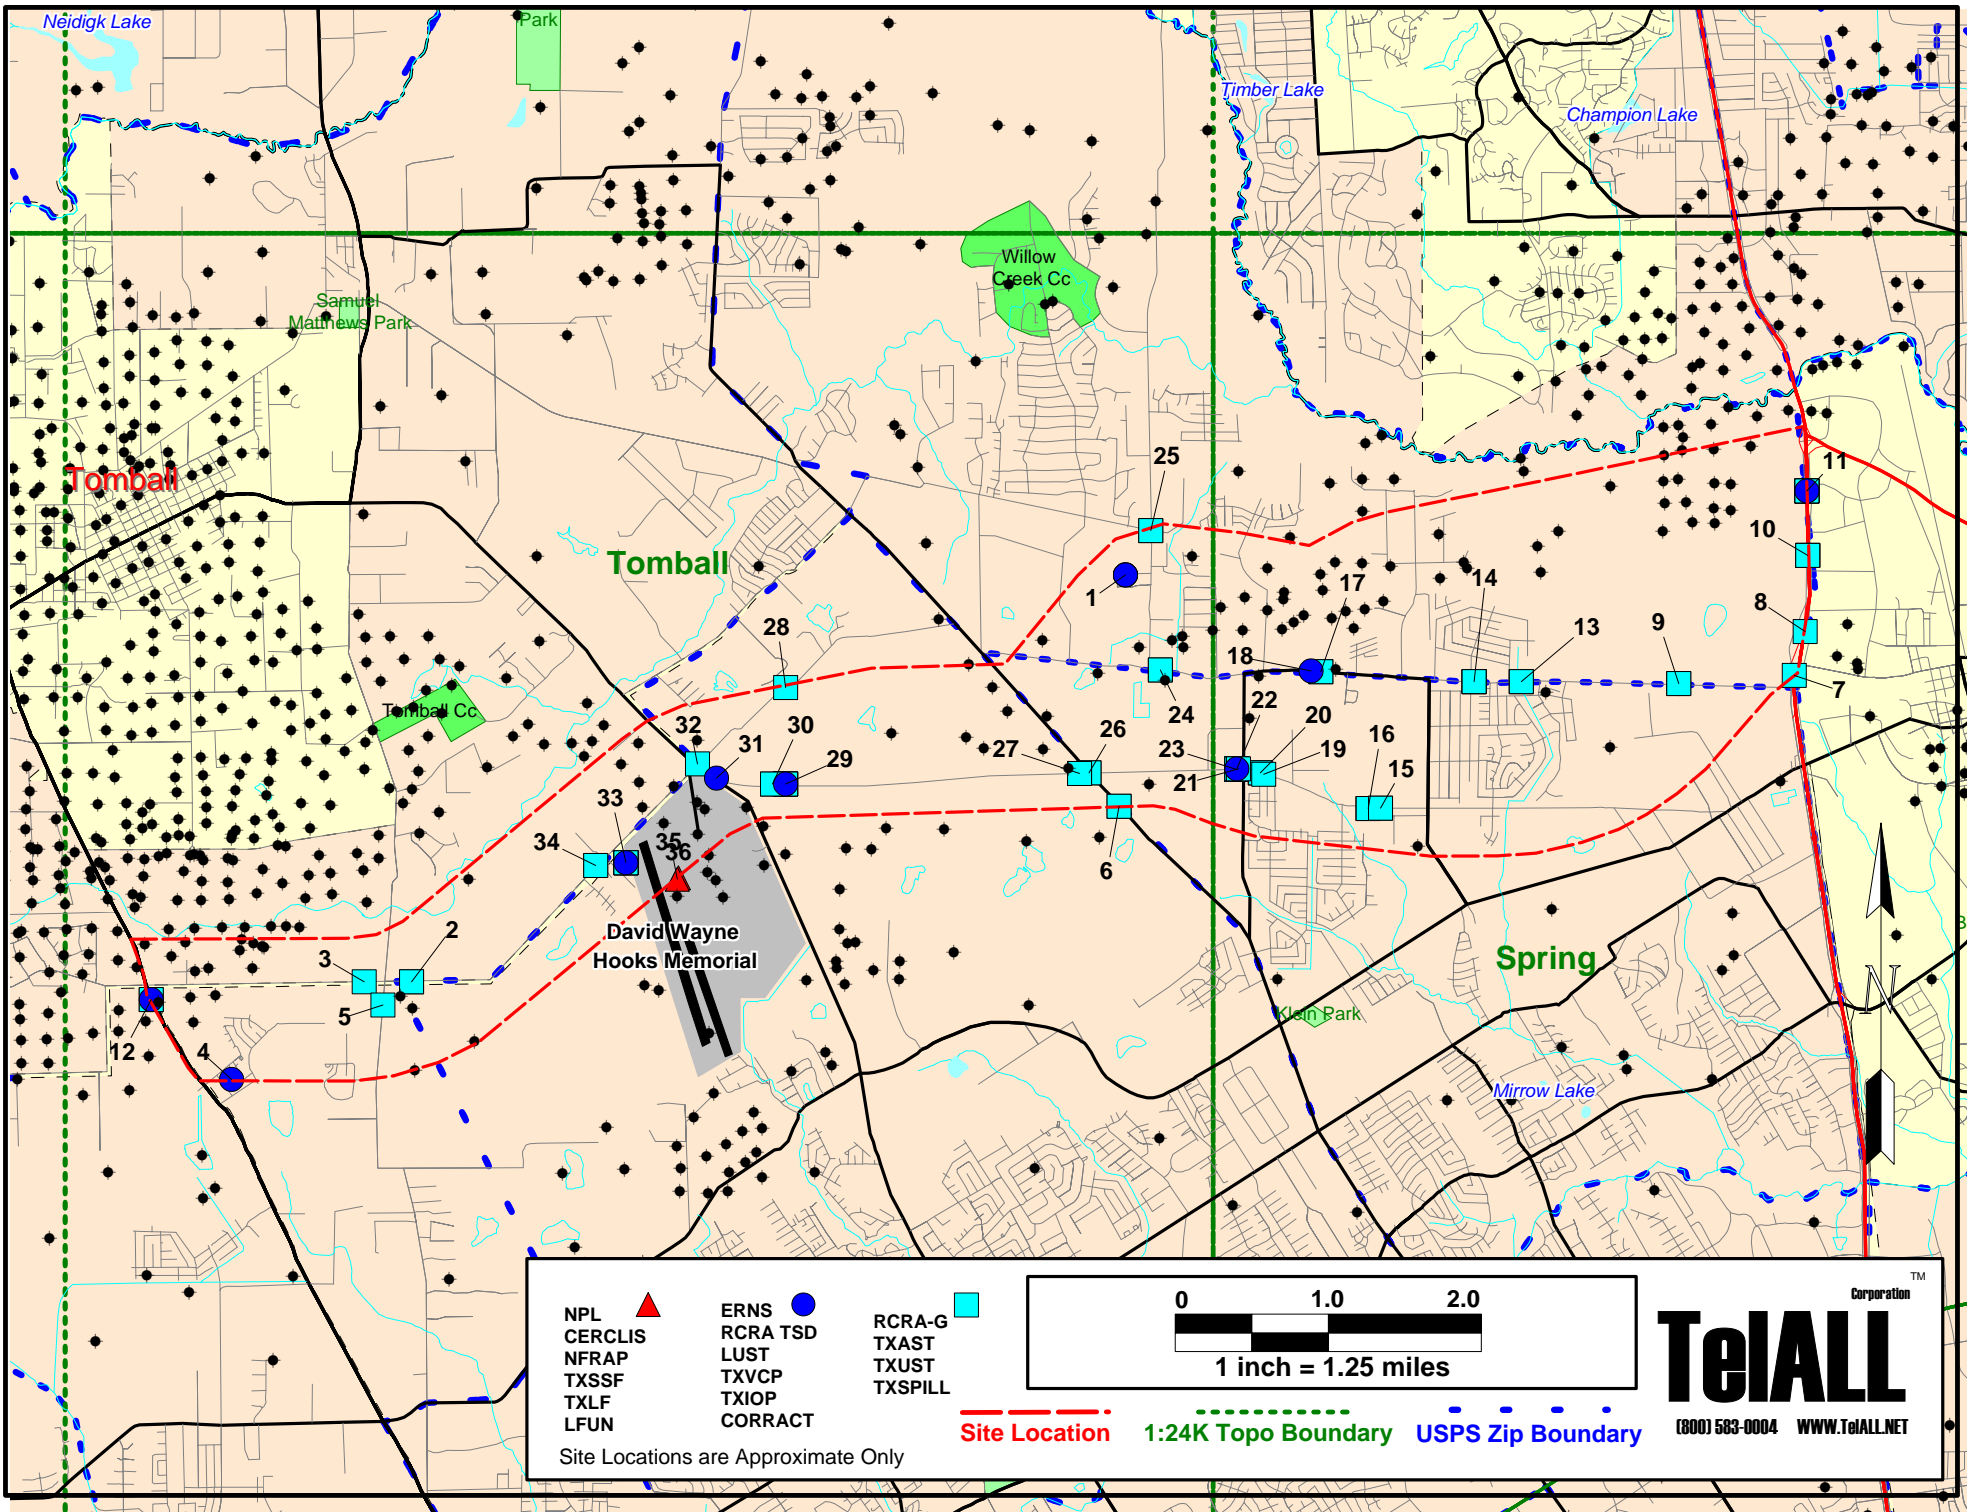 Neidigk Lake
Park
Timber Lake
Champion Lake
Willow
Creek Cc
Samuel
Matthews Park
Tomball
25
11
10
Tomball
1
17
14
8
28
13
9
18
7
Tomball Cc
32
31
30
29
27
26
24
22
23
21
20
19
16
15
33
34
35
36
6
David Wayne
Hooks Memorial
2
3
5
12
4
Spring
N
Klein Park
Mirrow Lake
B
NPL
CERCLIS
NFRAP
TXSSF
TXLF
LFUN
ERNS
RCRA TSD
LUST
TXVCP
TXIOP
CORRACT
RCRA-G
TXAST
TXUST
TXSPILL
0 1.0 2.0
1 inch = 1.25 miles
Site Location
1:24K Topo Boundary
USPS Zip Boundary
Site Locations are Approximate Only
TM
Corporation
TelALL
(800) 583-0004 WWW.TelALL.NET